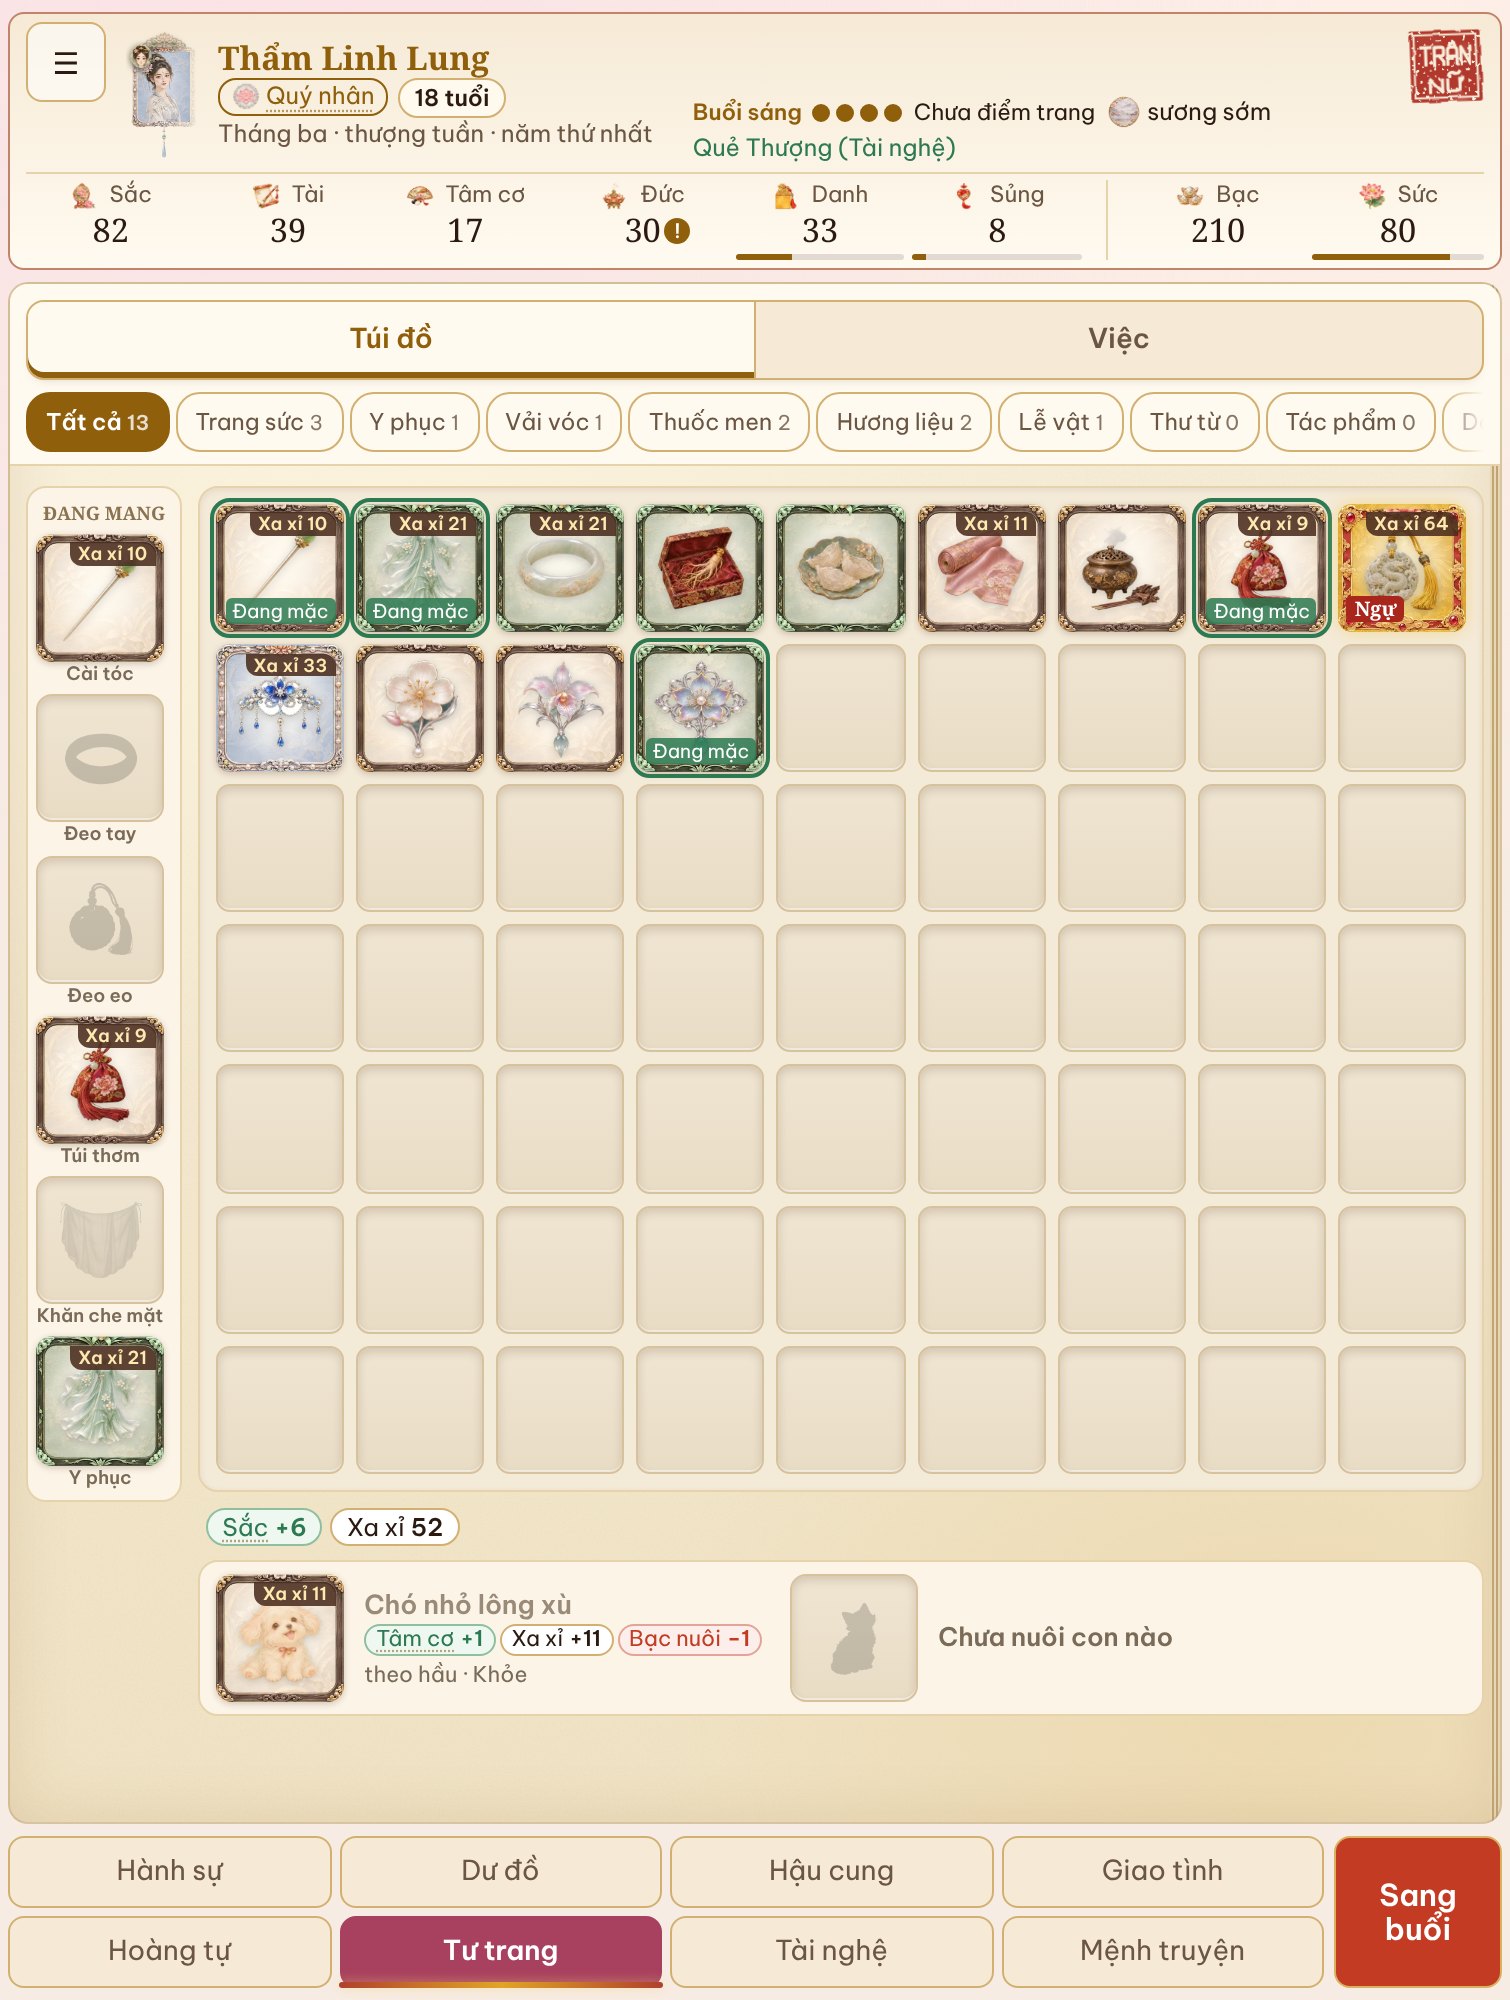 ☰
Thẩm Linh Lung
Quý nhân 18 tuổi
Tháng ba · thượng tuần · năm thứ nhất
Buổi sáng Chưa điểm trang sương sớm
Quẻ Thượng (Tài nghệ)
TRÂN
NỮ
Sắc Tài Tâm cơ Đức Danh Sủng Bạc Sức
82 39 17 30 ! 33 8 210 80
Túi đồ Việc
Tất cả 13 Trang sức 3 Y phục 1 Vải vóc 1 Thuốc men 2 Hương liệu 2 Lễ vật 1 Thư từ 0 Tác phẩm 0
ĐANG MANG
Xa xỉ 10
Cài tóc
Đeo tay
Đeo eo
Xa xỉ 9
Túi thơm
Khăn che mặt
Xa xỉ 21
Y phục
Xa xỉ 10 Xa xỉ 21 Xa xỉ 21 Xa xỉ 11 Xa xỉ 9 Xa xỉ 64
Đang mặc Đang mặc Đang mặc Ngự
Xa xỉ 33
Đang mặc
Sắc +6 Xa xỉ 52
Xa xỉ 11
Chó nhỏ lông xù
Tâm cơ +1 Xa xỉ +11 Bạc nuôi −1
theo hầu · Khỏe
Chưa nuôi con nào
Hành sự Dư đồ Hậu cung Giao tình
Hoàng tự Tư trang Tài nghệ Mệnh truyện
Sang
buổi